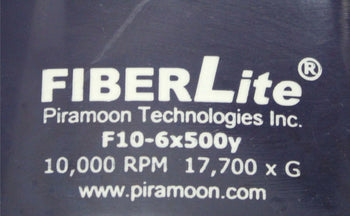 FIBERLite®
Piramoon Technologies Inc.
F10-6x500y
10,000 RPM 17,700 x G
www.piramoon.com